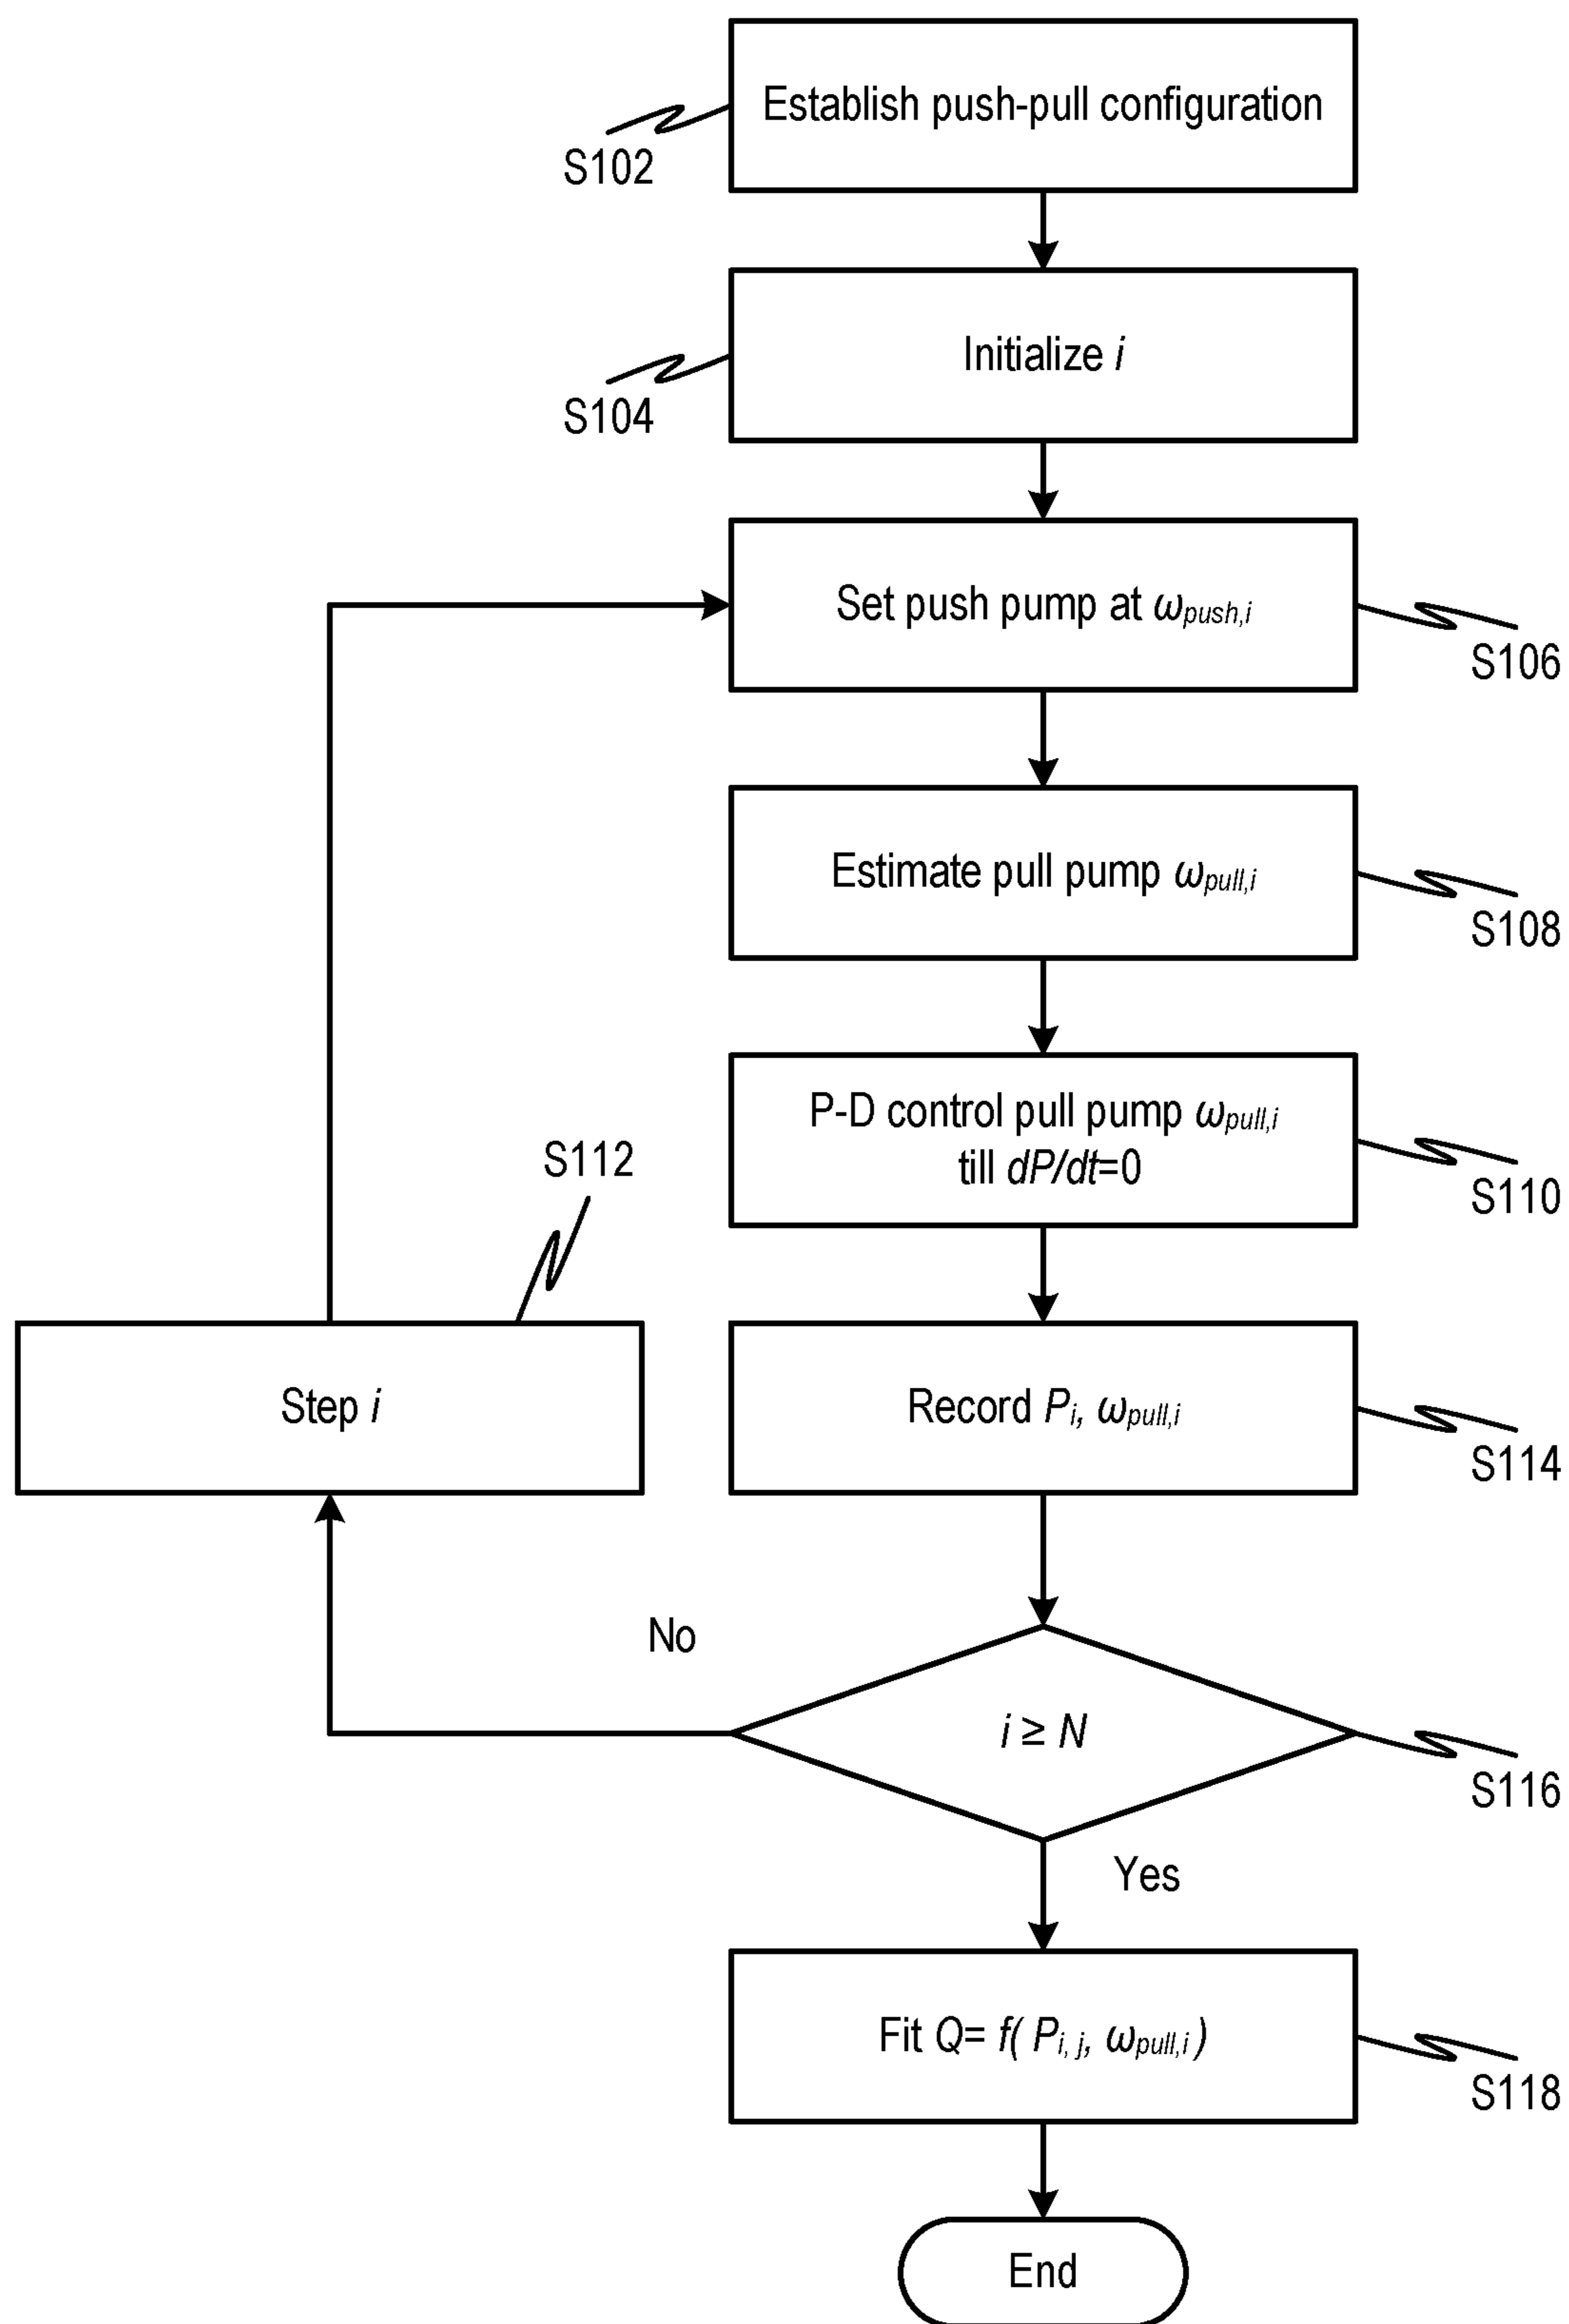 Establish push-pull configuration
S102
Initialize i
S104
Set push pump at ωpush,i
S106
Estimate pull pump ωpull,i
S108
P-D control pull pump ωpull,i
till dP/dt=0
S110
S112
Step i
Record Pi, ωpull,i
S114
No
i ≥ N
S116
Yes
Fit Q= f( Pi, j, ωpull,i )
S118
End